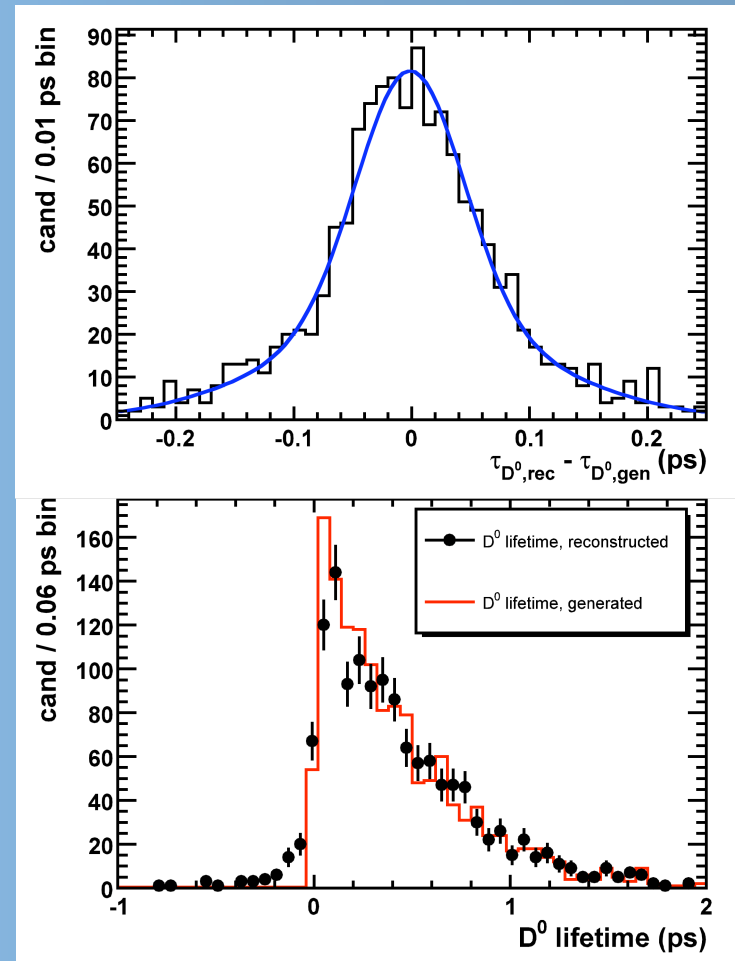 cand / 0.01 ps bin
90
80
70
60
50
40
30
20
10
0
-0.2 -0.1 0 0.1 0.2
τ_D⁰,rec - τ_D⁰,gen (ps)
cand / 0.06 ps bin
160
140
120
100
80
60
40
20
0
D⁰ lifetime, reconstructed
D⁰ lifetime, generated
-1 0 1 2
D⁰ lifetime (ps)